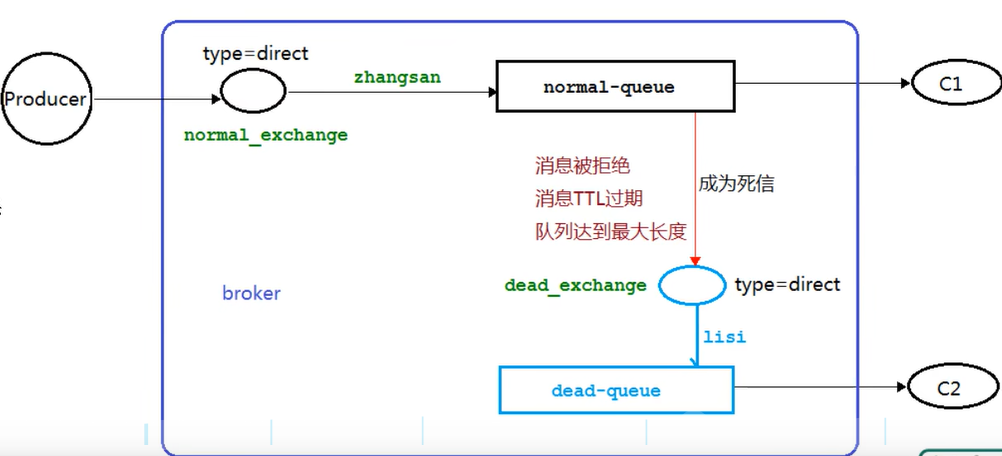 type=direct
zhangsan
Producer
normal-queue
C1
normal_exchange
消息被拒绝
消息TTL过期
成为死信
队列达到最大长度
dead_exchange
type=direct
broker
lisi
dead-queue
C2